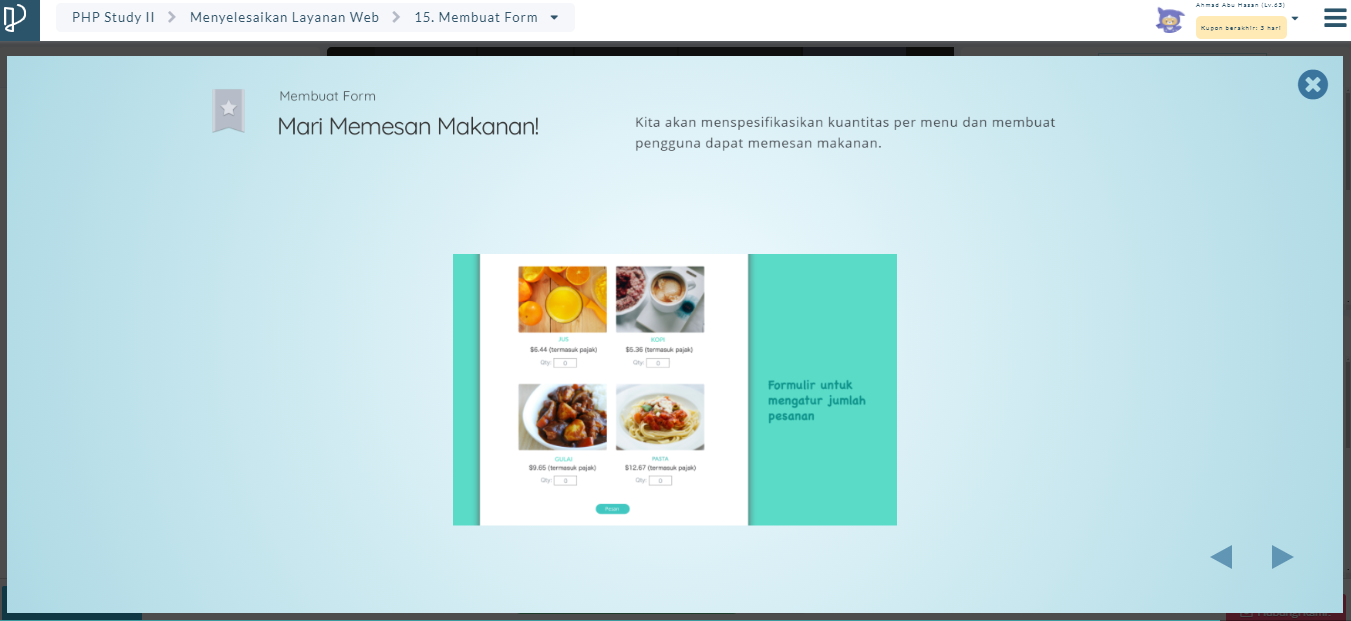 PHP Study II
Menyelesaikan Layanan Web
15. Membuat Form
Ahmad Abu Hasan (Lv.63)
Kupon berakhir: 3 hari
Membuat Form
Mari Memesan Makanan!
Kita akan menspesifikasikan kuantitas per menu dan membuat
pengguna dapat memesan makanan.
JUS
$6.44 (termasuk pajak)
Qty: 0
KOPI
$5.36 (termasuk pajak)
Qty: 0
GULAI
$9.65 (termasuk pajak)
Qty: 0
PASTA
$12.67 (termasuk pajak)
Qty: 0
Pesan
Formulir untuk
mengatur jumlah
pesanan